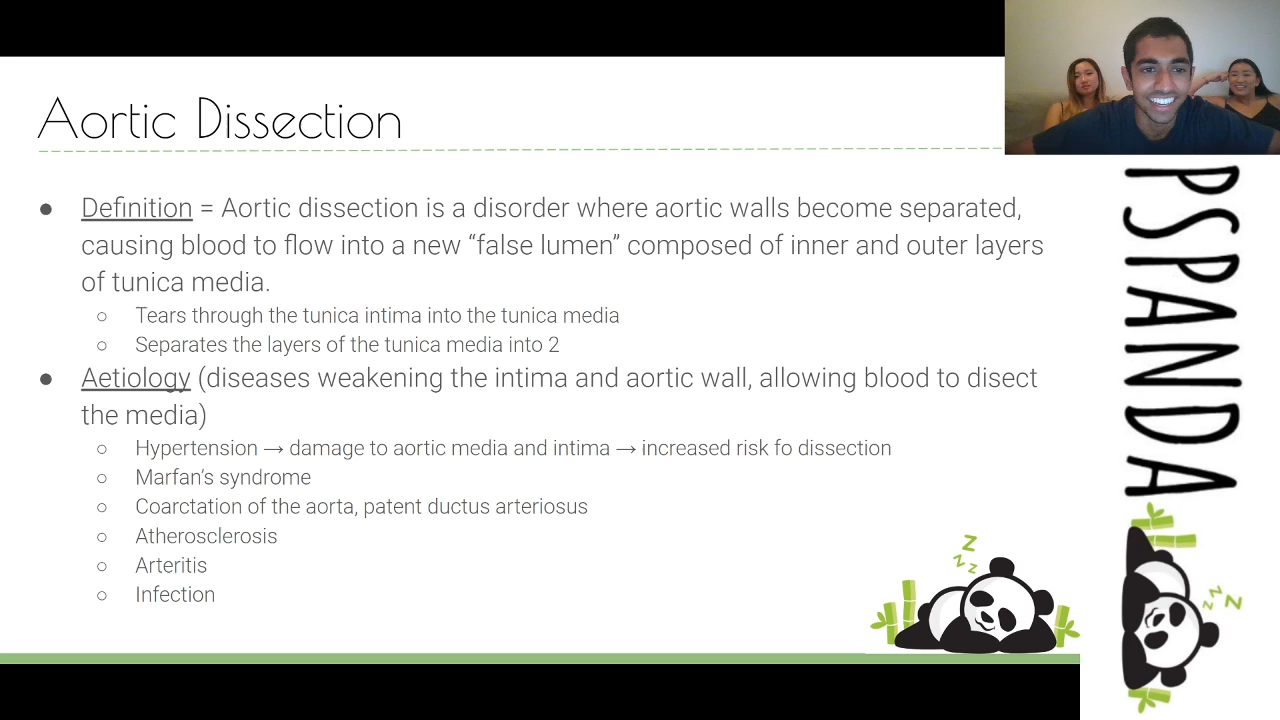 Aortic Dissection
● Definition = Aortic dissection is a disorder where aortic walls become separated,
causing blood to flow into a new “false lumen” composed of inner and outer layers
of tunica media.
○ Tears through the tunica intima into the tunica media
○ Separates the layers of the tunica media into 2
● Aetiology (diseases weakening the intima and aortic wall, allowing blood to disect
the media)
○ Hypertension → damage to aortic media and intima → increased risk fo dissection
○ Marfan’s syndrome
○ Coarctation of the aorta, patent ductus arteriosus
○ Atherosclerosis
○ Arteritis
○ Infection
z z z
PSPANDA
z z z